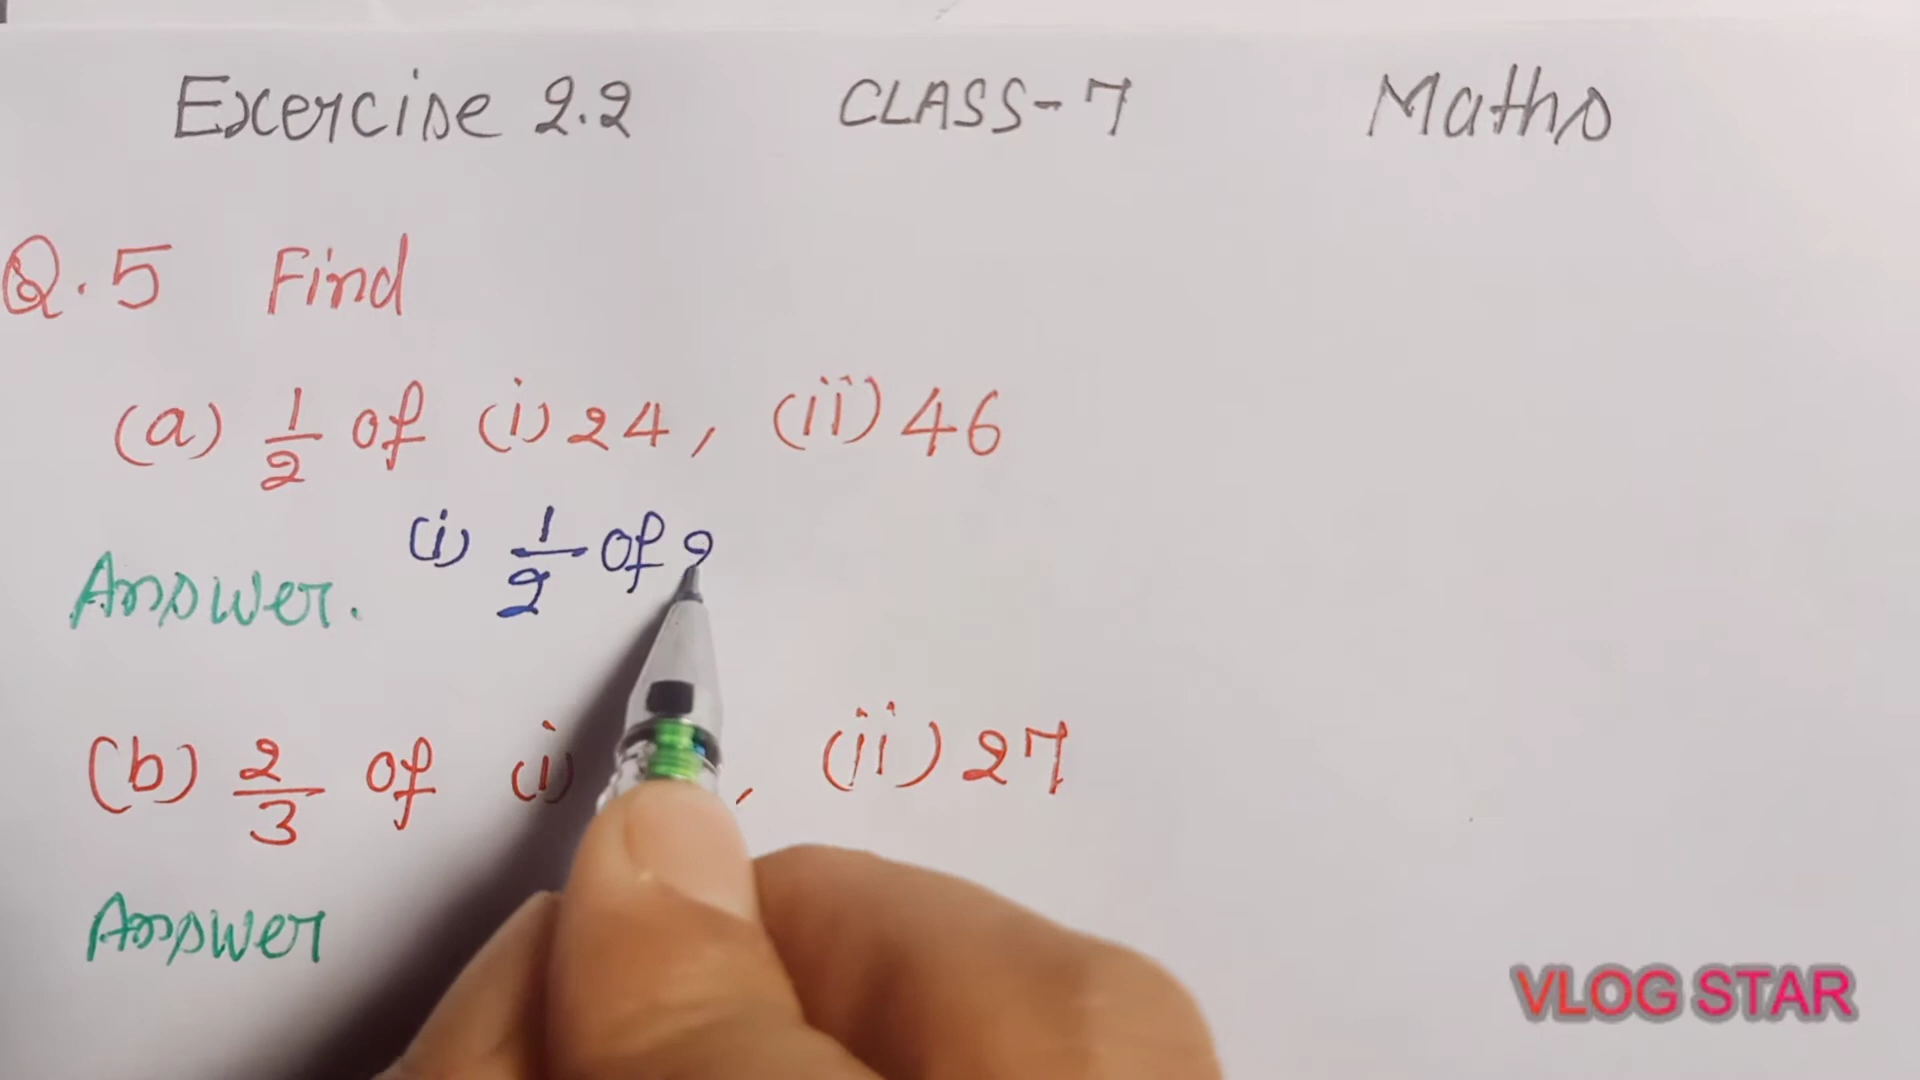 Exercise 2.2 CLASS-7 Maths
Q.5 Find
(a) 1/2 of (i) 24, (ii) 46
(i) 1/2 of 2
Answer.
(b) 2/3 of (i) , (ii) 27
Answer
VLOG STAR